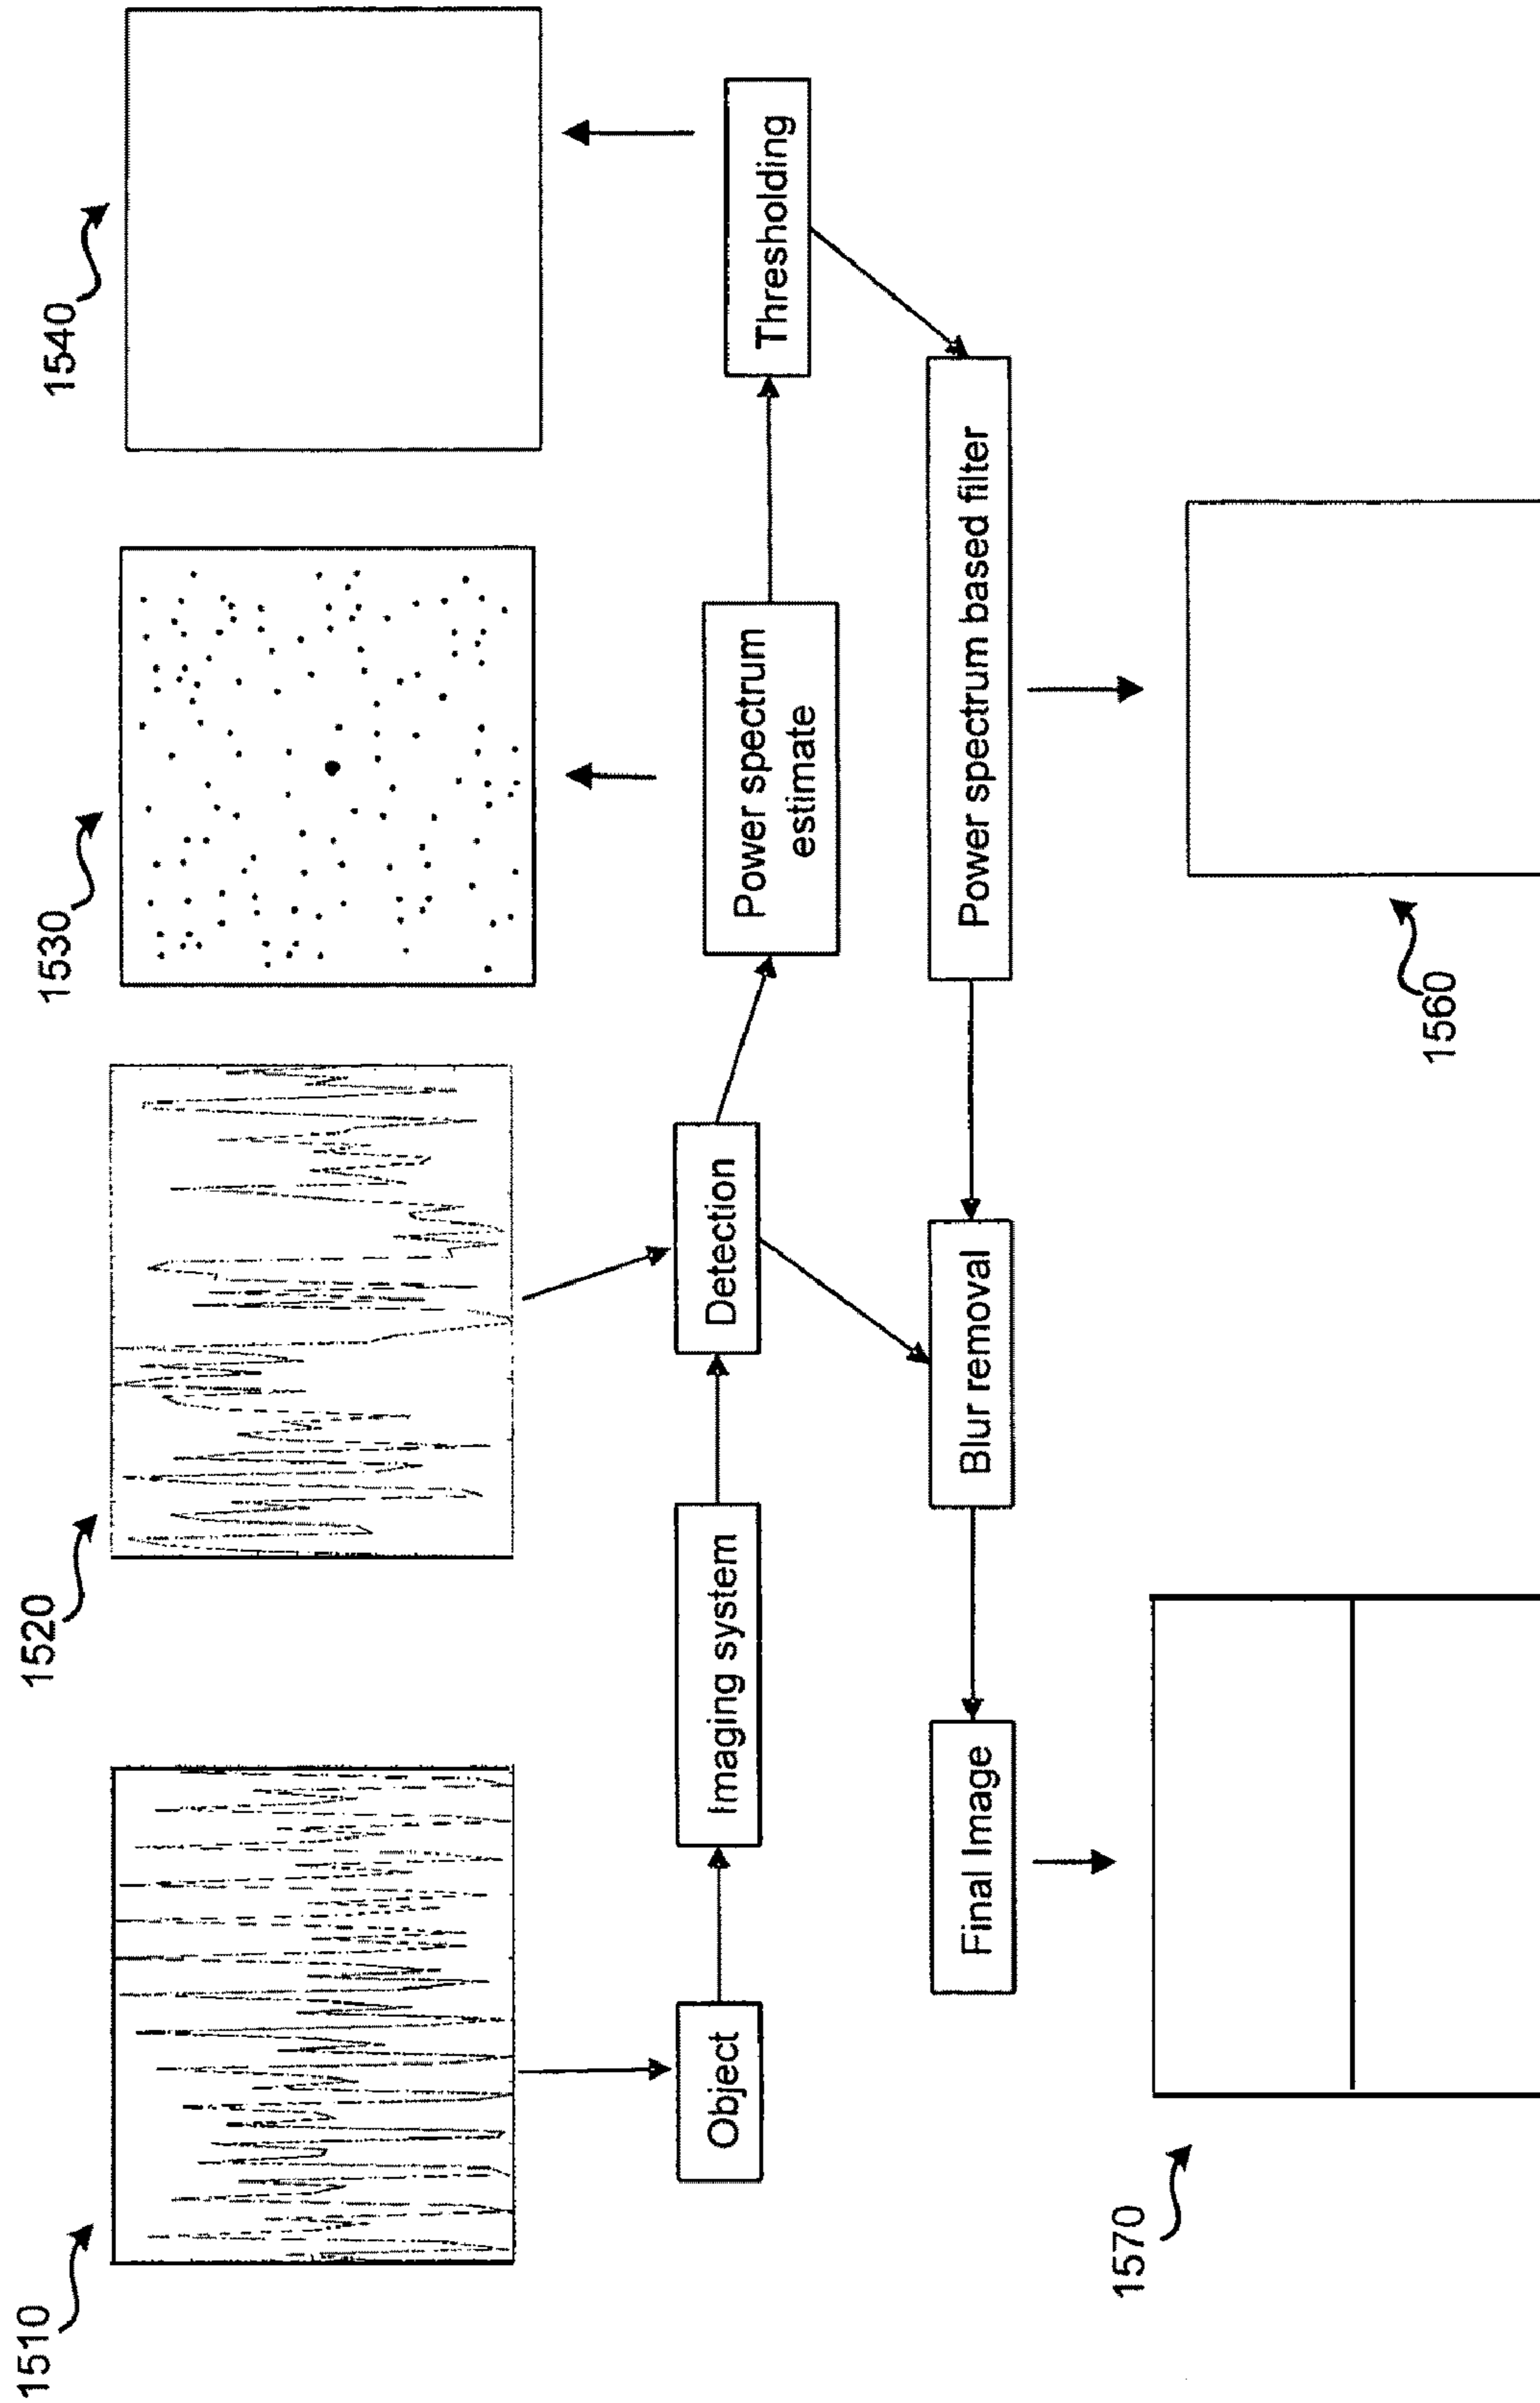 1510
1520
1530
1540
Object
Imaging system
Detection
Power spectrum
estimate
Thresholding
Final Image
Blur removal
Power spectrum based filter
1570
1560